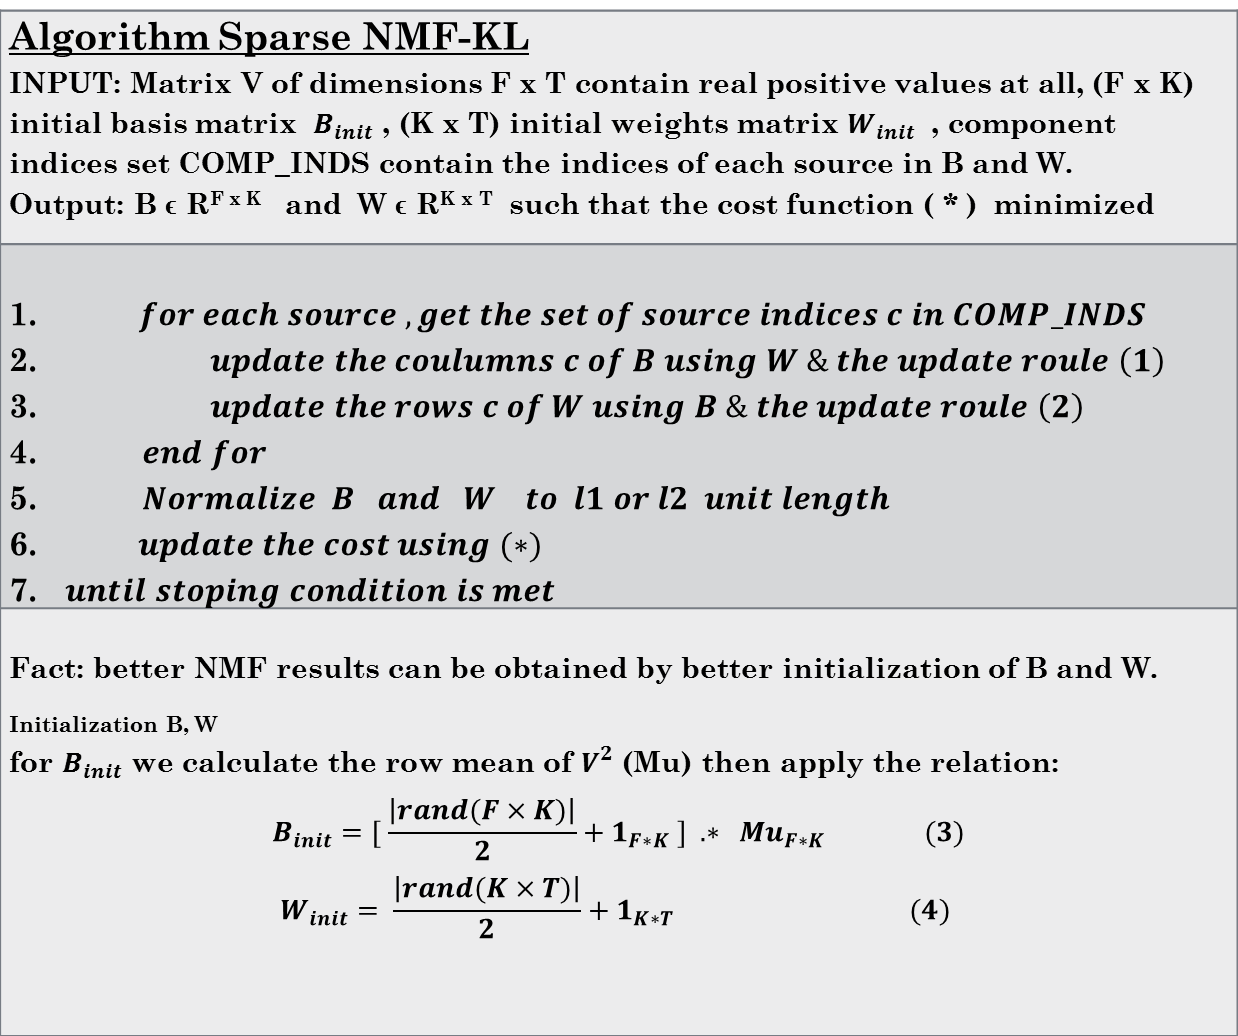 Algorithm Sparse NMF-KL
INPUT: Matrix V of dimensions F x T contain real positive values at all, (F x K)
initial basis matrix B_init , (K x T) initial weights matrix W_init , component
indices set COMP_INDS contain the indices of each source in B and W.
Output: B ϵ R^{F x K} and W ϵ R^{K x T} such that the cost function ( * ) minimized
1. for each source , get the set of source indices c in COMP_INDS
2. update the coulumns c of B using W & the update roule (1)
3. update the rows c of W using B & the update roule (2)
4. end for
5. Normalize B and W to l1 or l2 unit length
6. update the cost using (*)
7. until stoping condition is met
Fact: better NMF results can be obtained by better initialization of B and W.
Initialization B, W
for B_init we calculate the row mean of V² (Mu) then apply the relation:
B_init = [ |rand(F × K)| / 2 + 1_{F*K} ] .* Mu_{F*K} (3)
W_init = |rand(K × T)| / 2 + 1_{K*T} (4)